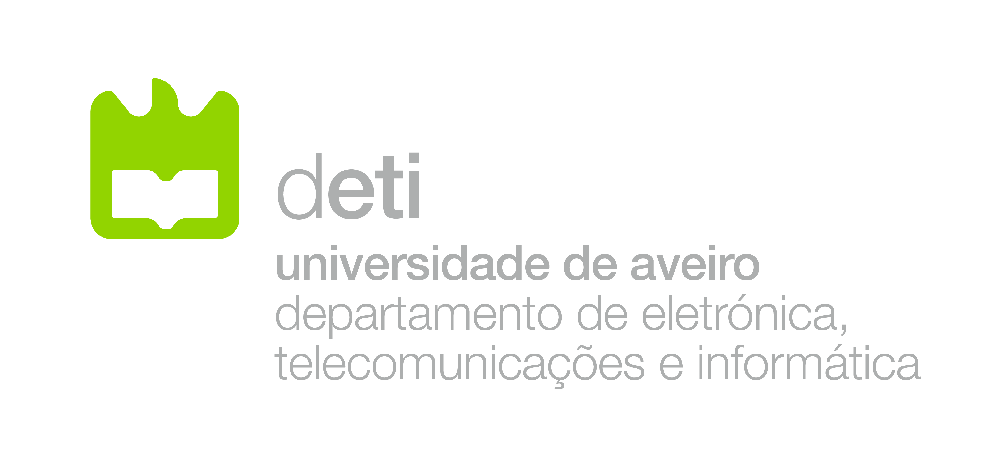 deti
universidade de aveiro
departamento de eletrónica,
telecomunicações e informática